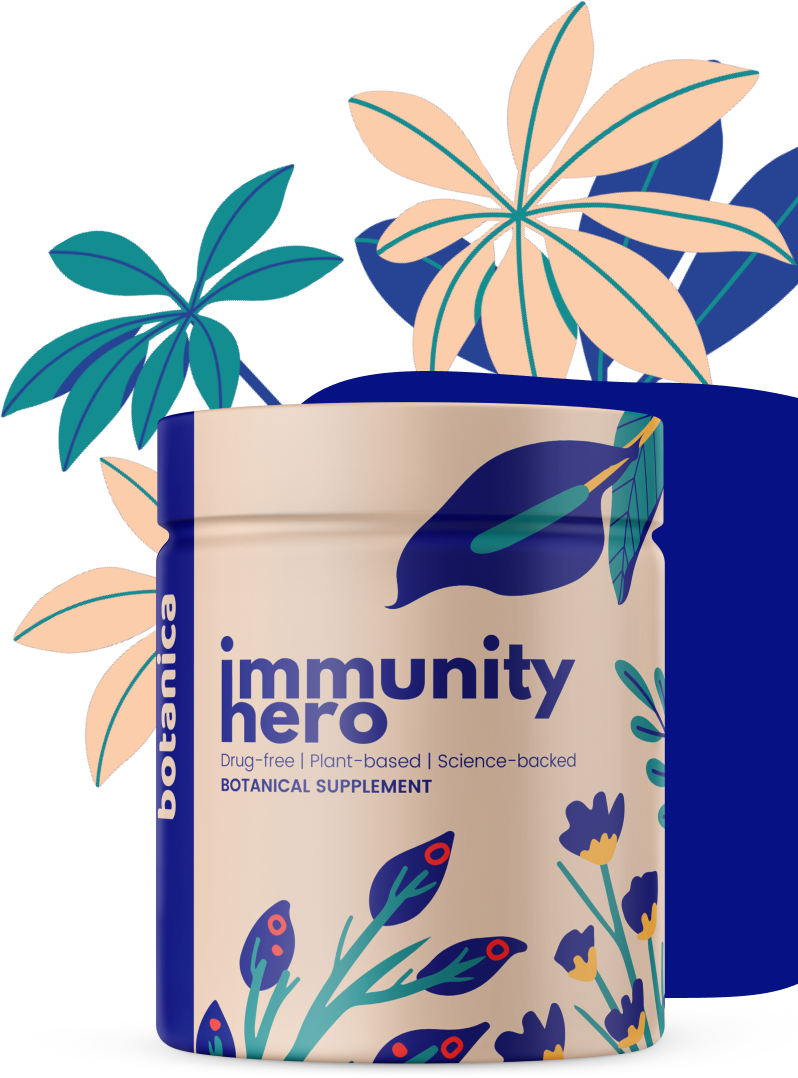 botanica
immunity
hero
Drug-free | Plant-based | Science-backed
BOTANICAL SUPPLEMENT